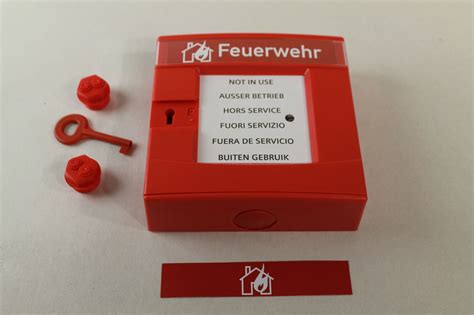 Feuerwehr
NOT IN USE
AUSSER BETRIEB
HORS SERVICE
FUORI SERVIZIO
FUERA DE SERVICIO
BUITEN GEBRUIK